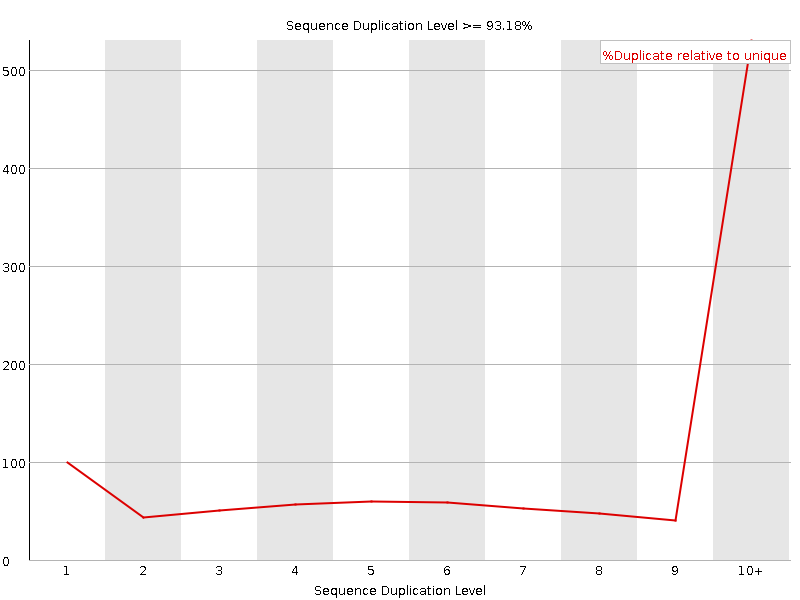 Sequence Duplication Level >= 93.18%
%Duplicate relative to unique
500
400
300
200
100
0
1 2 3 4 5 6 7 8 9 10+
Sequence Duplication Level